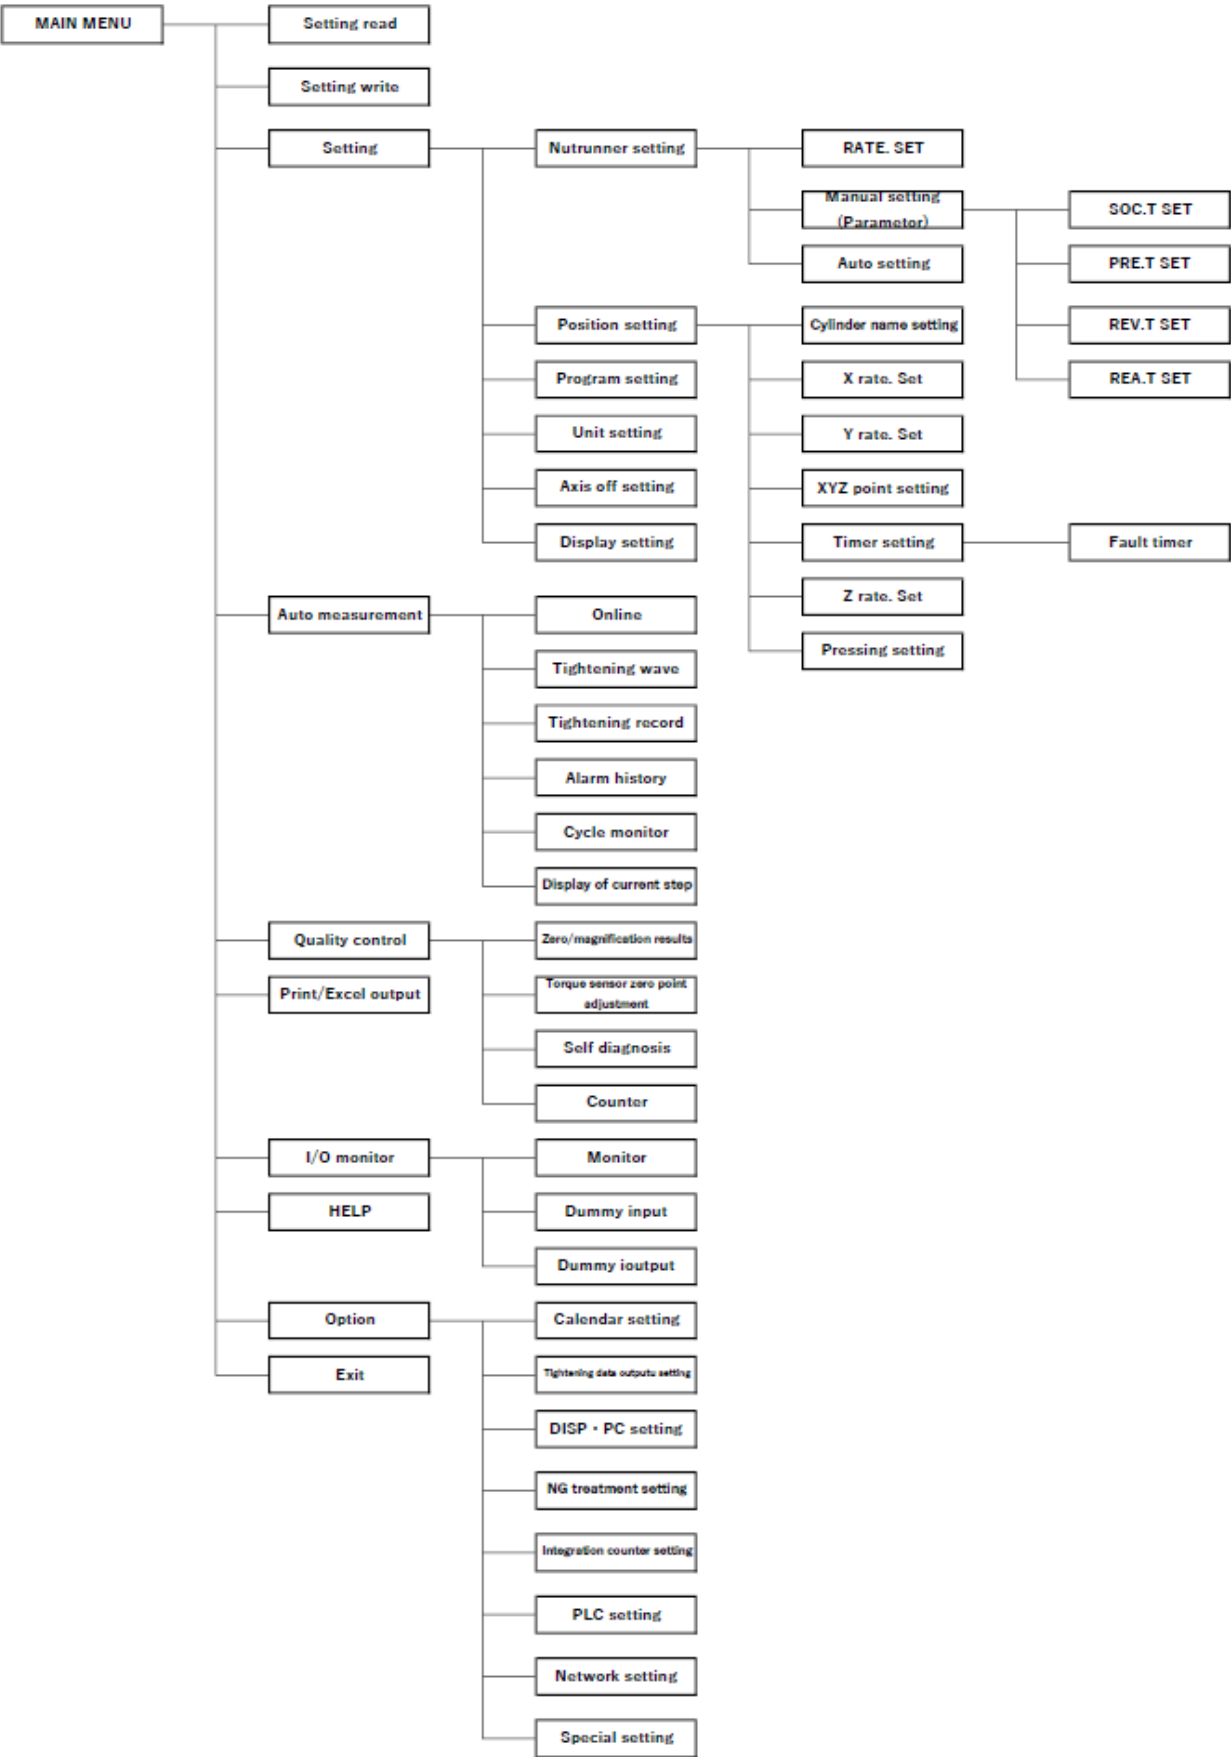 MAIN MENU
Setting read
Setting write
Setting
Nutrunner setting
RATE. SET
Manual setting
(Parametor)
SOC.T SET
Auto setting
PRE.T SET
Position setting
Cylinder name setting
REV.T SET
Program setting
X rate. Set
REA.T SET
Unit setting
Y rate. Set
Axis off setting
XYZ point setting
Display setting
Timer setting
Fault timer
Z rate. Set
Auto measurement
Online
Pressing setting
Tightening wave
Tightening record
Alarm history
Cycle monitor
Display of current step
Quality control
Zero/magnification results
Print/Excel output
Torque sensor zero point
adjustment
Self diagnosis
Counter
I/O monitor
Monitor
HELP
Dummy input
Dummy ioutput
Option
Calendar setting
Exit
Tightening data outputu setting
DISP・PC setting
NG treatment setting
Integration counter setting
PLC setting
Network setting
Special setting